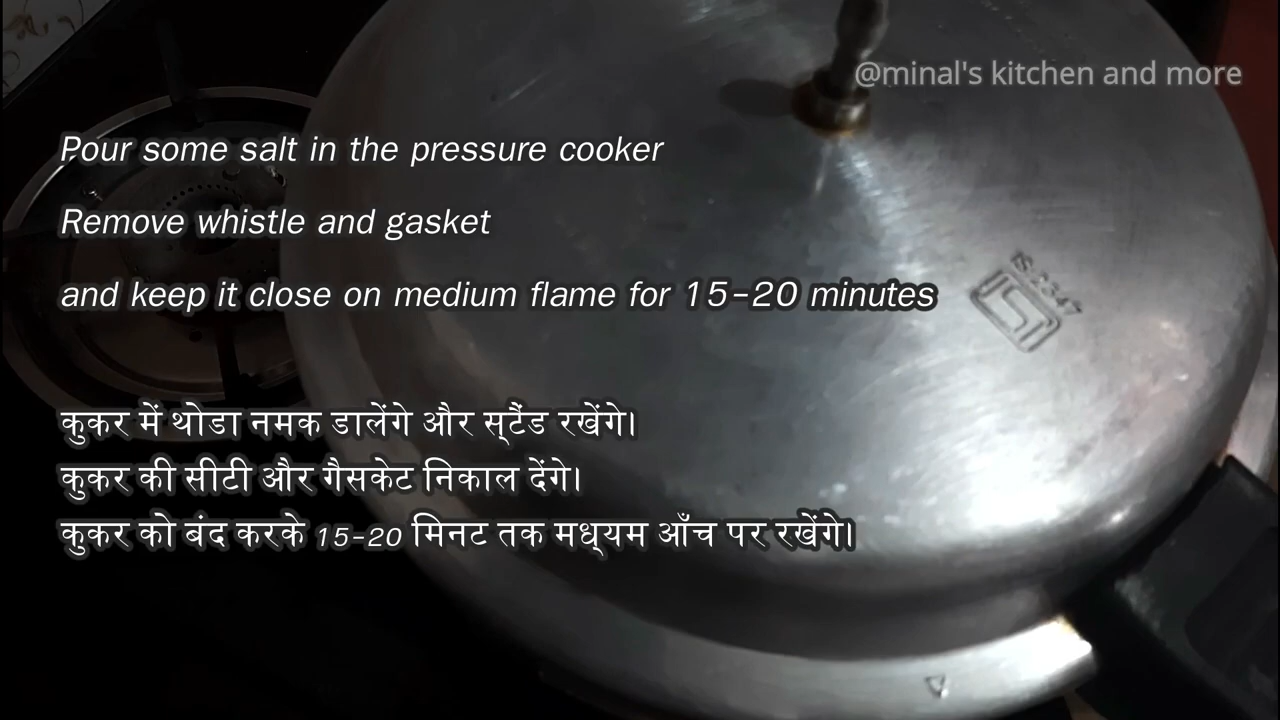 @minal's kitchen and more
Pour some salt in the pressure cooker
Remove whistle and gasket
and keep it close on medium flame for 15-20 minutes
IS 2347
कुकर में थोडा नमक डालेंगे और स्टैंड रखेंगे।
कुकर की सीटी और गैसकेट निकाल देंगे।
कुकर को बंद करके 15-20 मिनट तक मध्यम आँच पर रखेंगे।